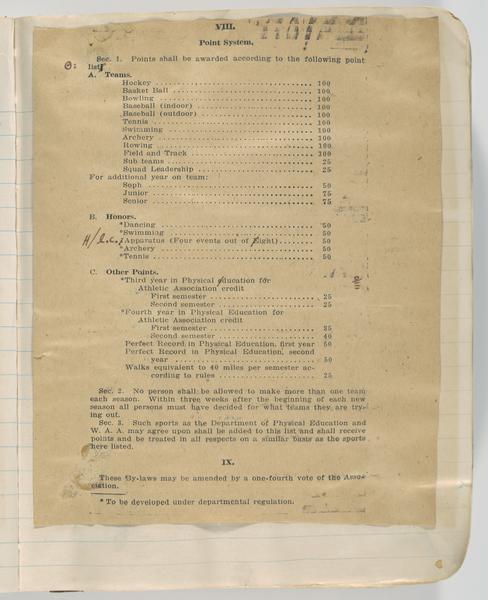 VIII.
Point System.
Sec. 1. Points shall be awarded according to the following point
list
A. Teams.
Hockey ........ 100
Basket Ball ........ 100
Bowling ........ 100
Baseball (indoor) ........ 100
Baseball (outdoor) ........ 100
Tennis ........ 100
Swimming ........ 100
Archery ........ 100
Rowing ........ 100
Field and Track ........ 100
Sub teams ........ 25
Squad Leadership ........ 25
For additional year on team:
Soph ........ 50
Junior ........ 75
Senior ........ 75
B. Honors.
*Dancing ........ 50
*Swimming ........ 50
*Apparatus (Four events out of Eight) ........ 50
*Archery ........ 50
*Tennis ........ 50
C. Other Points.
*Third year in Physical Education for
Athletic Association credit
First semester ........ 25
Second semester ........ 25
*Fourth year in Physical Education for
Athletic Association credit
First semester ........ 35
Second semester ........ 40
Perfect Record in Physical Education, first year 50
Perfect Record in Physical Education, second
year ........ 50
Walks equivalent to 40 miles per semester ac-
cording to rules ........ 25
Sec. 2. No person shall be allowed to make more than one team
each season. Within three weeks after the beginning of each new
season all persons must have decided for what teams they are try-
ing out.
Sec. 3. Such sports as the Department of Physical Education and
W. A. A. may agree upon shall be added to this list and shall receive
points and be treated in all respects on a similar basis as the sports
here listed.
IX.
These By-laws may be amended by a one-fourth vote of the Asso-
ciation.
* To be developed under departmental regulation.